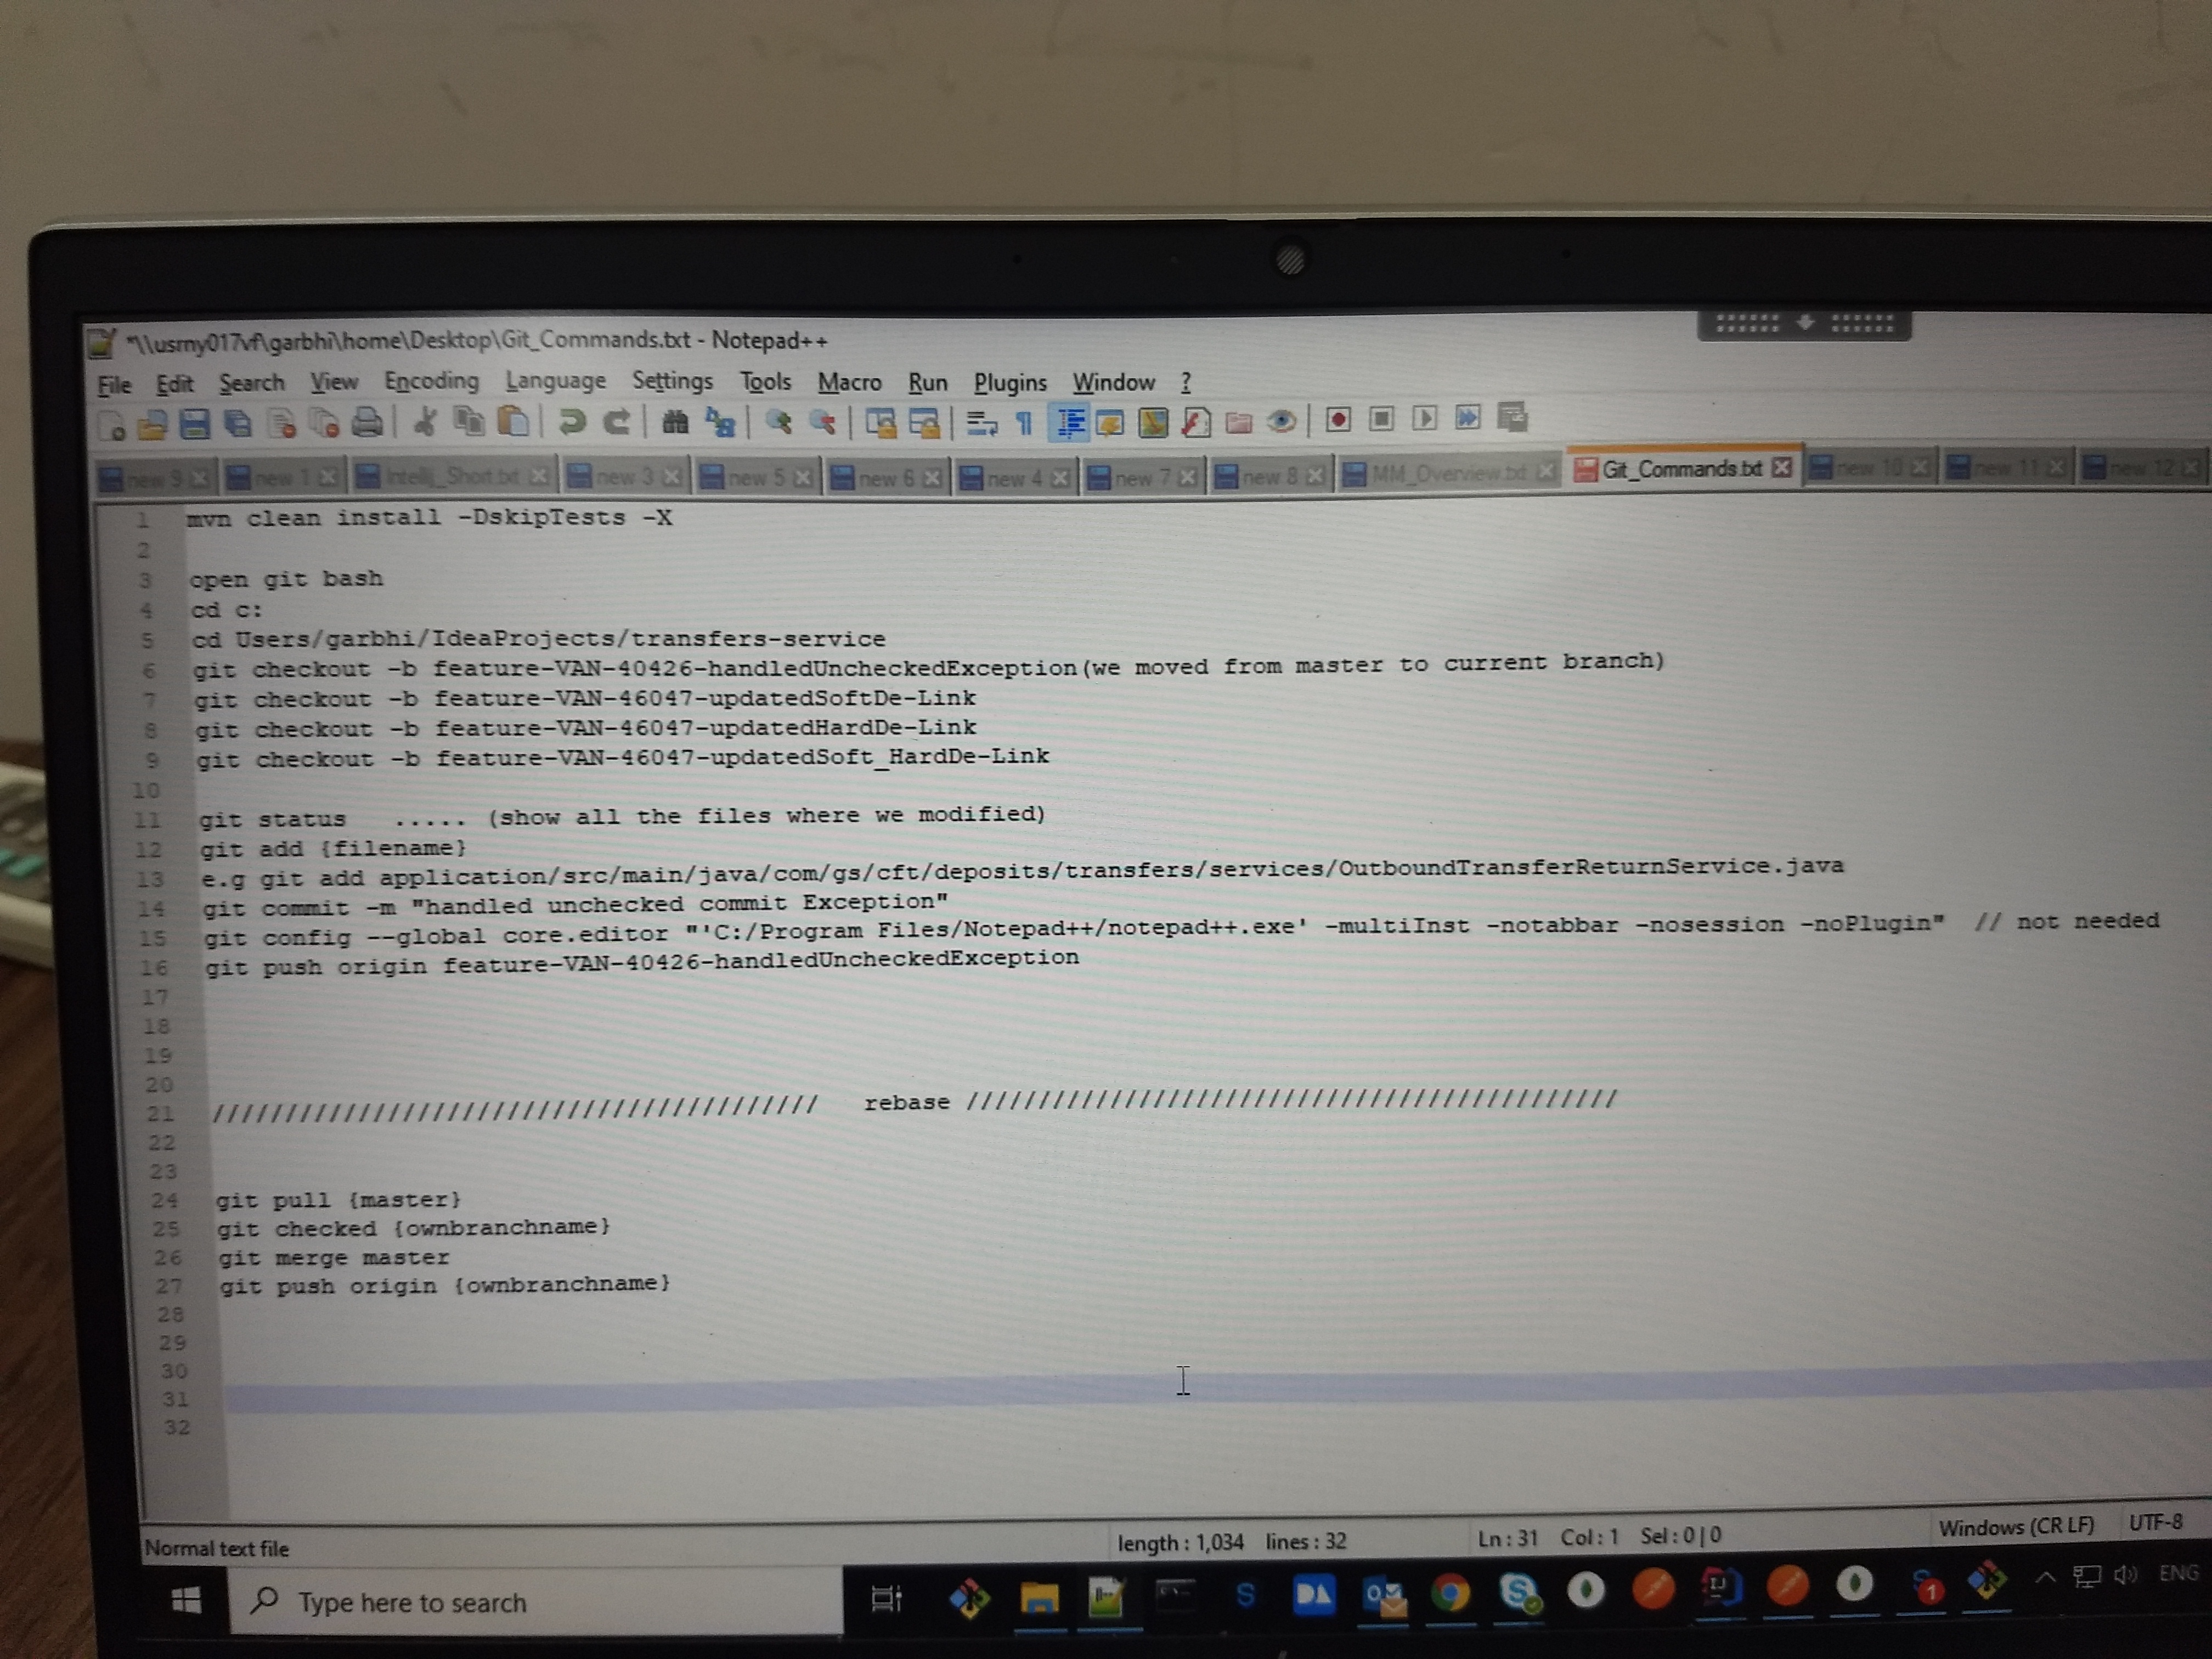 *\\usrny017vf\garbhi\home\Desktop\Git_Commands.txt - Notepad++
File Edit Search View Encoding Language Settings Tools Macro Run Plugins Window ?
new 9 new 1 Intellij_Short.txt new 3 new 5 new 6 new 4 new 7 new 8 MM_Overview.txt Git_Commands.txt new 10 new 11 new 12
1 mvn clean install -DskipTests -X
2
3 open git bash
4 cd c:
5 cd Users/garbhi/IdeaProjects/transfers-service
6 git checkout -b feature-VAN-40426-handledUncheckedException(we moved from master to current branch)
7 git checkout -b feature-VAN-46047-updatedSoftDe-Link
8 git checkout -b feature-VAN-46047-updatedHardDe-Link
9 git checkout -b feature-VAN-46047-updatedSoft_HardDe-Link
10
11 git status ..... (show all the files where we modified)
12 git add {filename}
13 e.g git add application/src/main/java/com/gs/cft/deposits/transfers/services/OutboundTransferReturnService.java
14 git commit -m "handled unchecked commit Exception"
15 git config --global core.editor "'C:/Program Files/Notepad++/notepad++.exe' -multiInst -notabbar -nosession -noPlugin" // not needed
16 git push origin feature-VAN-40426-handledUncheckedException
17
18
19
20
21 ///////////////////////////////////////// rebase ////////////////////////////////////////////
22
23
24 git pull {master}
25 git checked {ownbranchname}
26 git merge master
27 git push origin {ownbranchname}
28
29
30
31
32
Normal text file length : 1,034 lines : 32 Ln : 31 Col : 1 Sel : 0 | 0 Windows (CR LF) UTF-8
Type here to search ENG